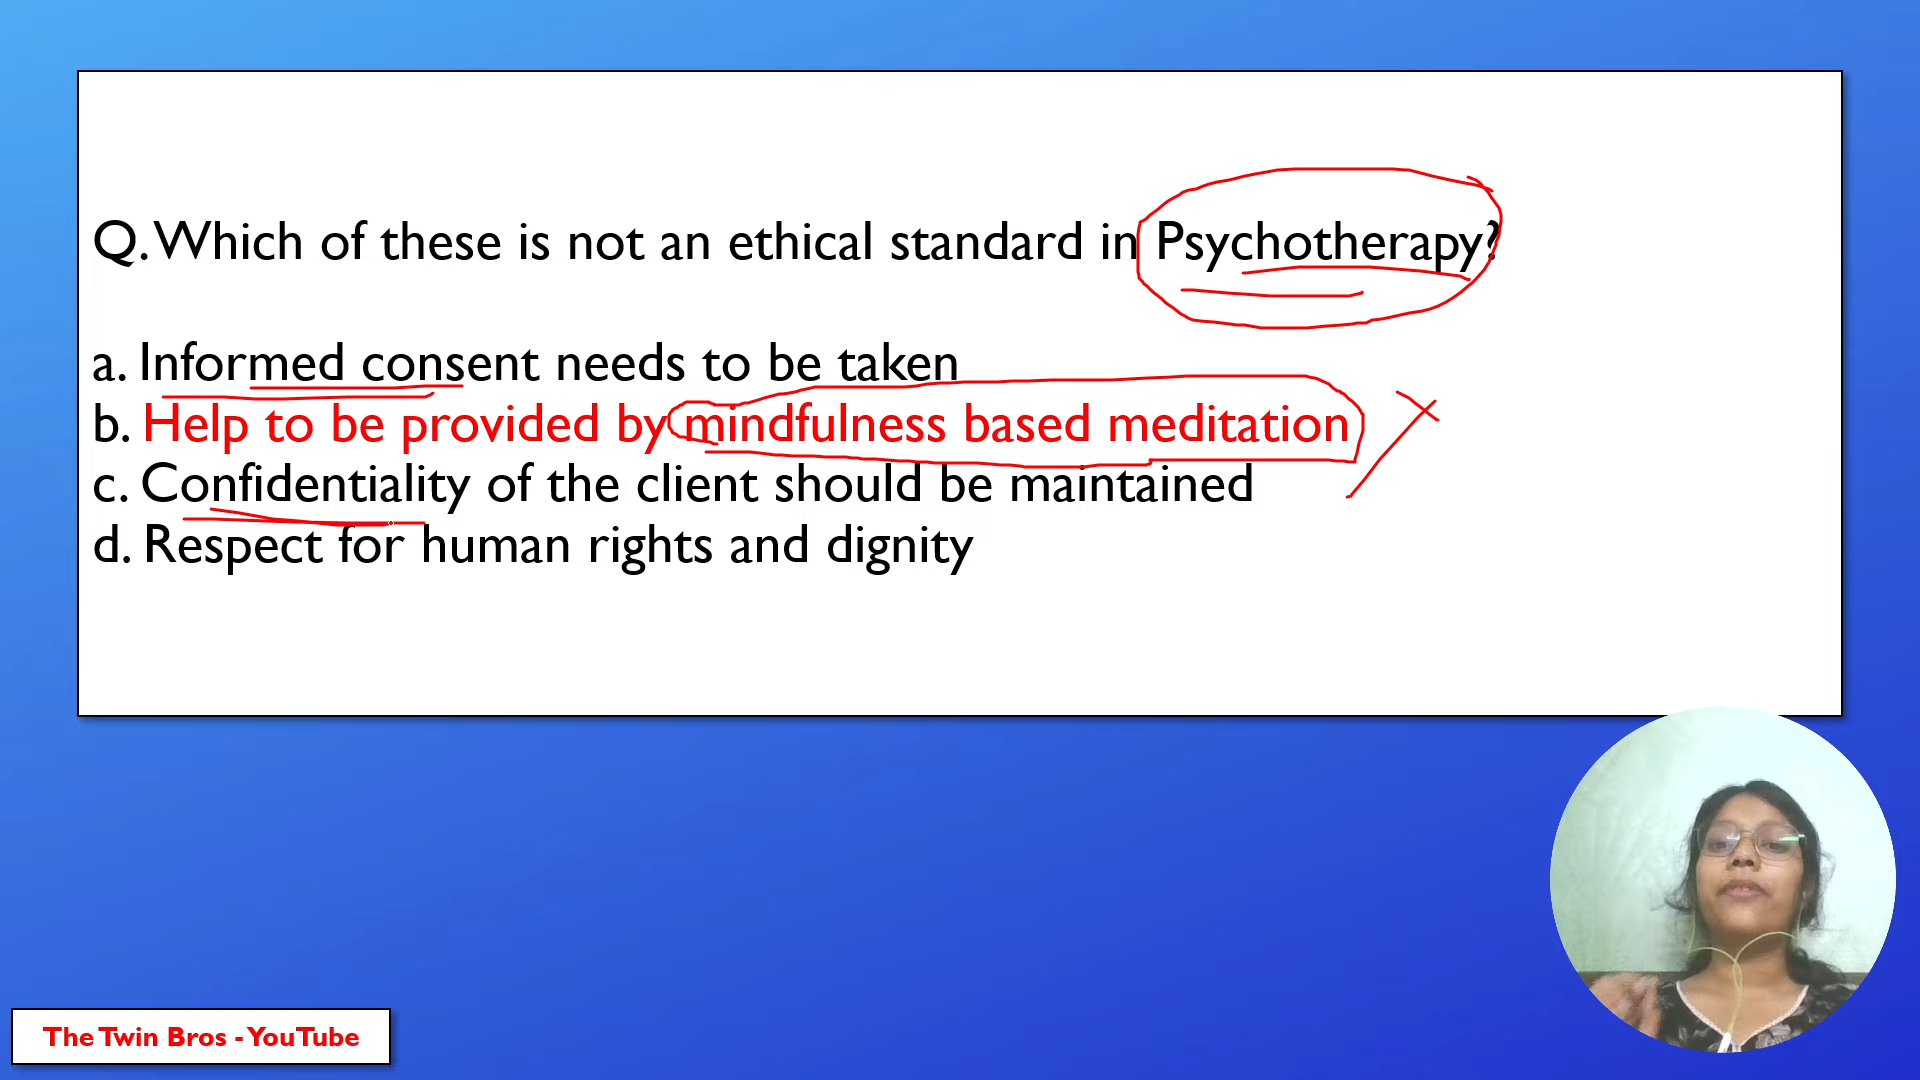 Q. Which of these is not an ethical standard in Psychotherapy?
a. Informed consent needs to be taken
b. Help to be provided by mindfulness based meditation
c. Confidentiality of the client should be maintained
d. Respect for human rights and dignity
The Twin Bros - YouTube